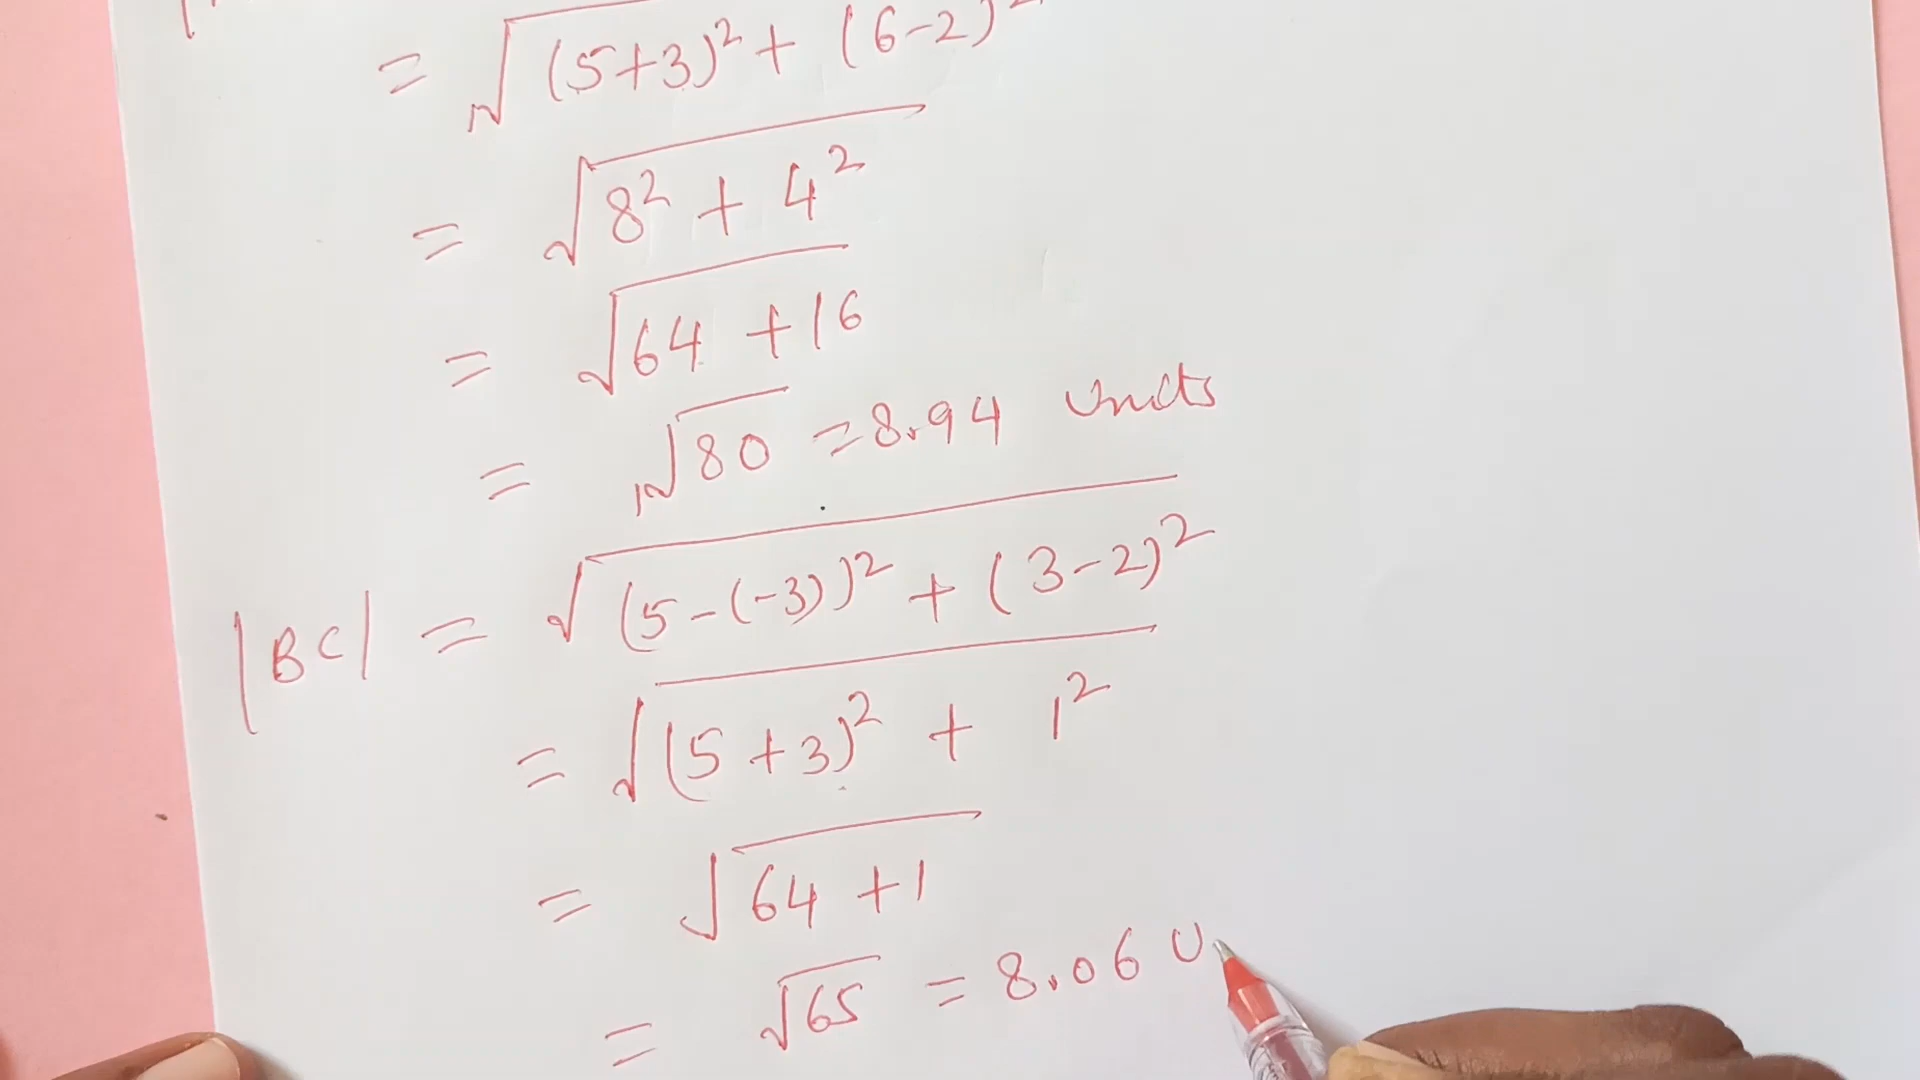 = √(5+3)² + (6-2)²
= √8² + 4²
= √64 + 16
= √80 = 8.94 units
|BC| = √(5-(-3))² + (3-2)²
= √(5+3)² + 1²
= √64 + 1
= √65 = 8.06 U